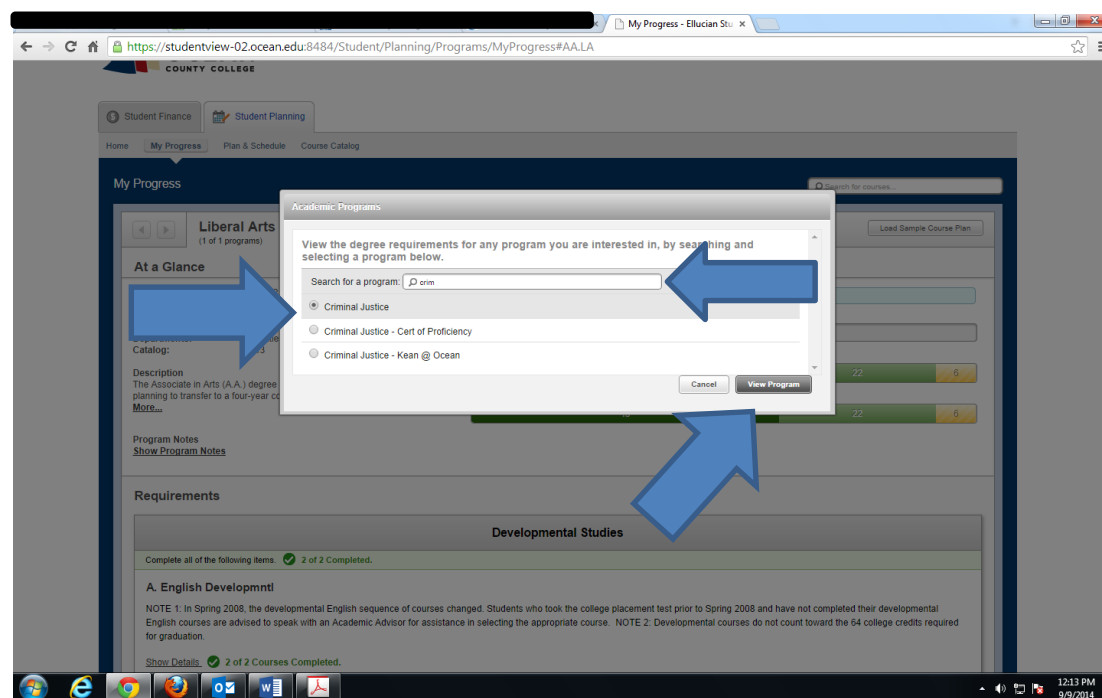 My Progress - Ellucian Stu
https://studentview-02.ocean.edu:8484/Student/Planning/Programs/MyProgress#AA.LA
COUNTY COLLEGE
Student Finance
Student Planning
Home My Progress Plan & Schedule Course Catalog
My Progress
Search for courses...
Liberal Arts
(1 of 1 programs)
Load Sample Course Plan
At a Glance
Academic Programs
View the degree requirements for any program you are interested in, by searching and
selecting a program below.
Search for a program: crim
Criminal Justice
Criminal Justice - Cert of Proficiency
Criminal Justice - Kean @ Ocean
Cancel
View Program
Catalog:
Description
The Associate in Arts (A.A.) degree
planning to transfer to a four-year
More...
22 6
22 6
Program Notes
Show Program Notes
Requirements
Developmental Studies
Complete all of the following items. 2 of 2 Completed.
A. English Developmntl
NOTE 1: In Spring 2008, the developmental English sequence of courses changed. Students who took the college placement test prior to Spring 2008 and have not completed their developmental
English courses are advised to speak with an Academic Advisor for assistance in selecting the appropriate course. NOTE 2: Developmental courses do not count toward the 64 college credits required
for graduation.
Show Details 2 of 2 Courses Completed.
12:13 PM
9/9/2014